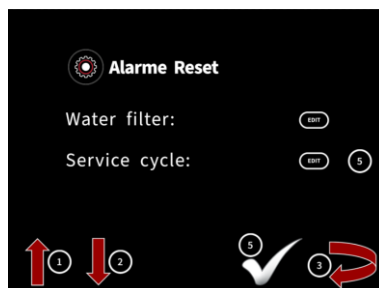 Alarme Reset
Water filter: EDIT
Service cycle: EDIT 5
5
1 2 3